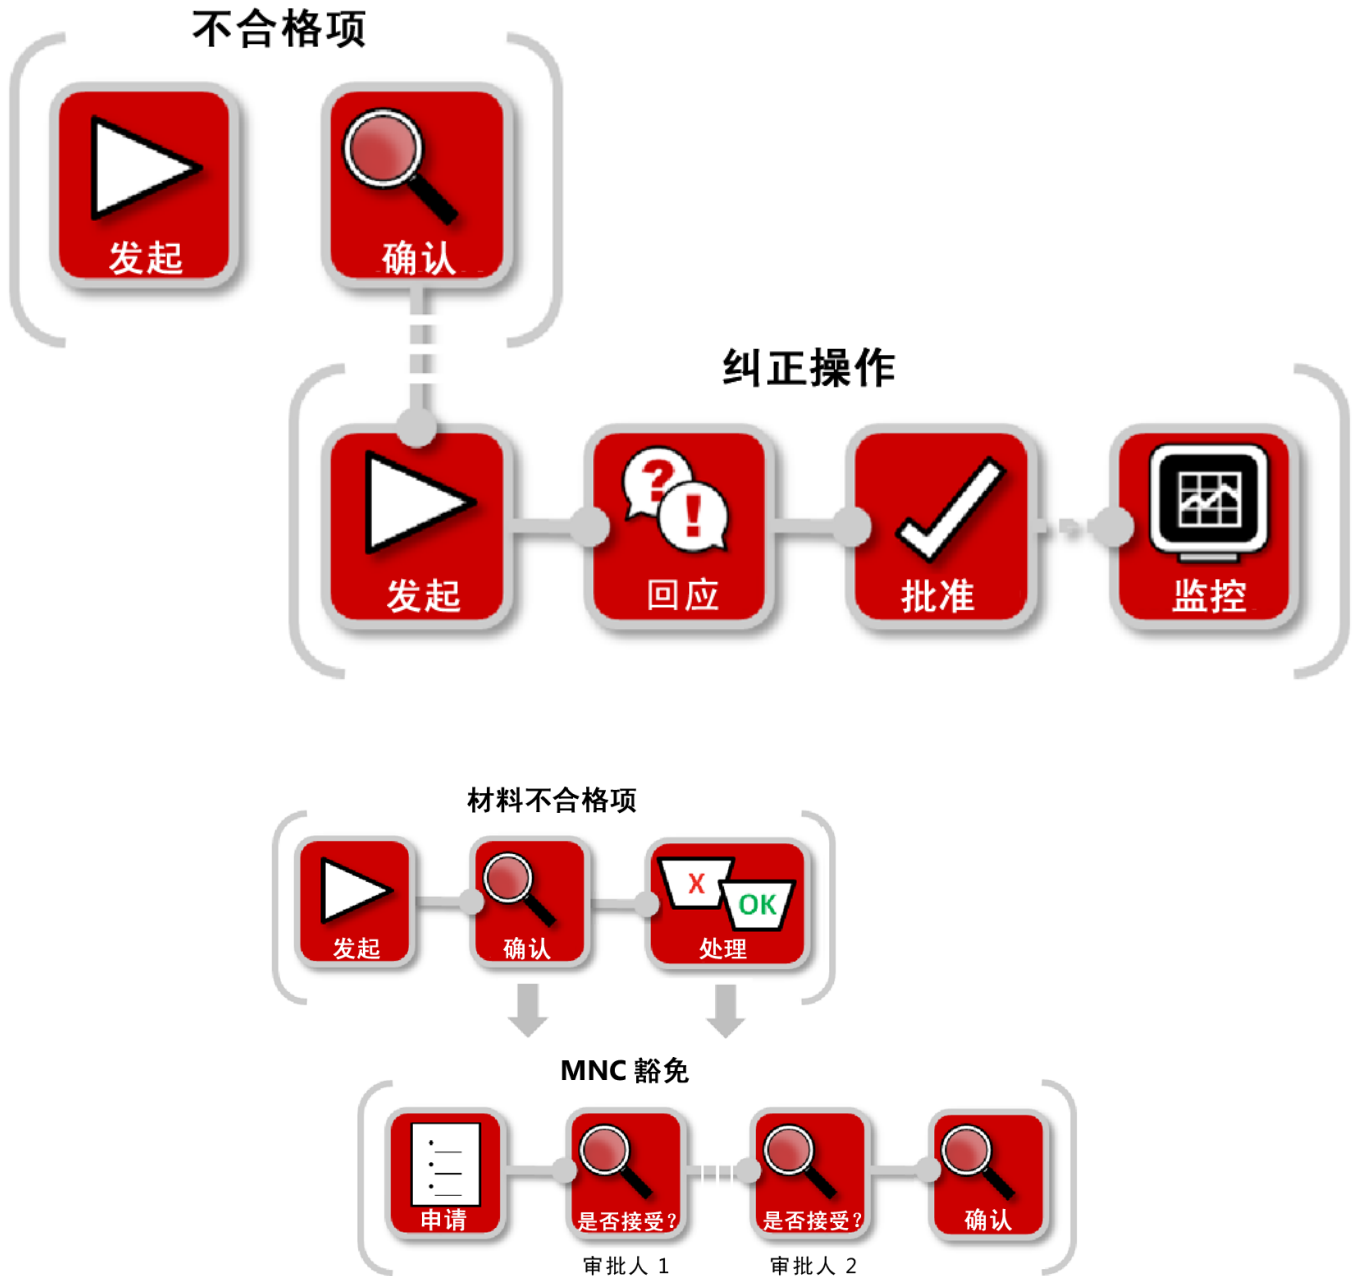 不合格项
发起
确认
纠正操作
?
!
发起
回应
批准
监控
材料不合格项
X
OK
发起
确认
处理
MNC 豁免
申请
是否接受?
是否接受?
确认
审批人 1
审批人 2